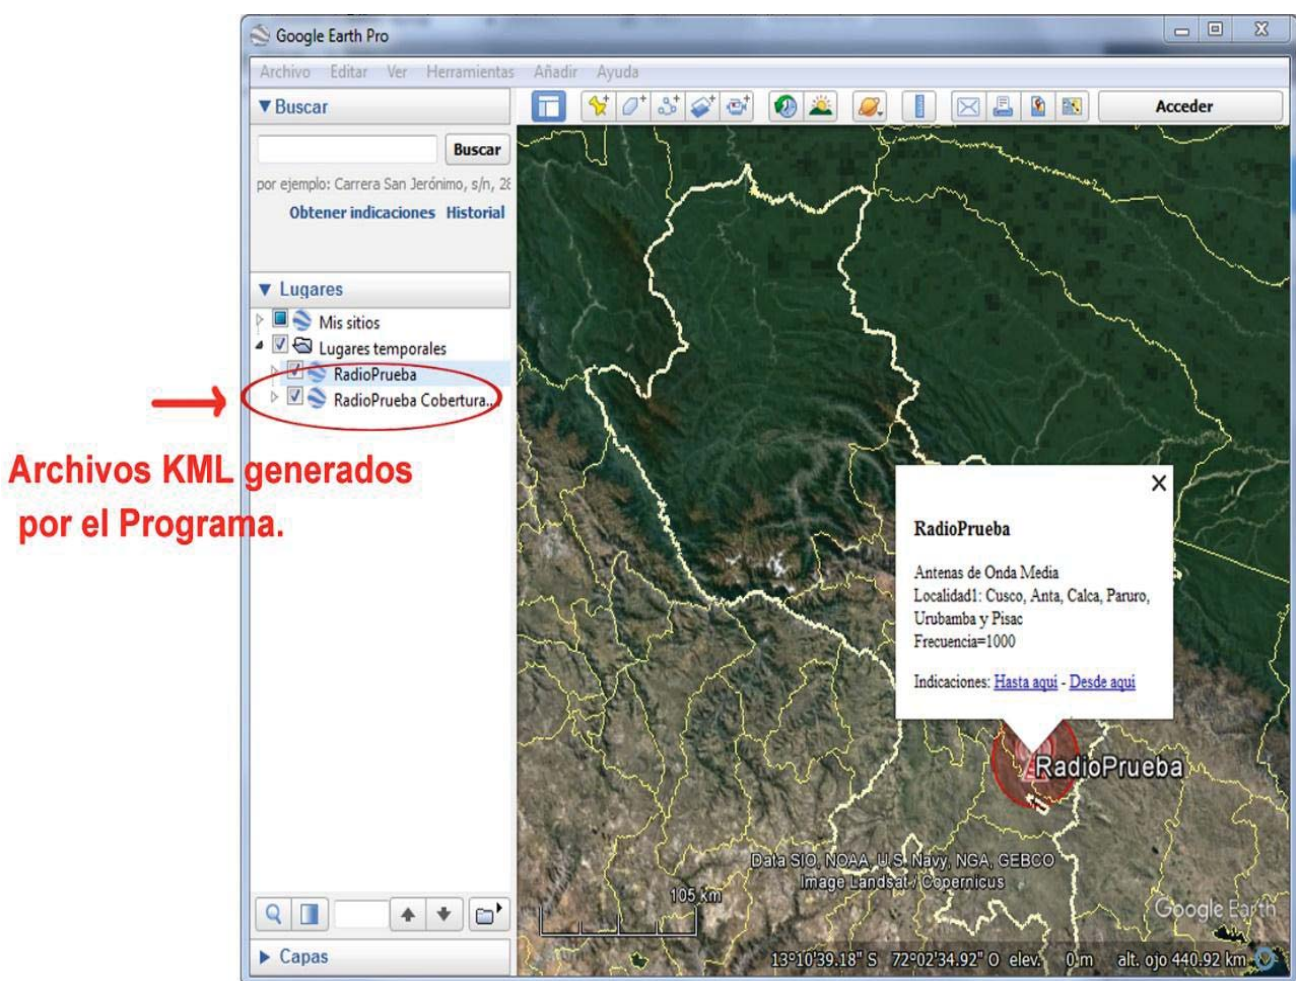 Google Earth Pro
Archivo Editar Ver Herramientas Añadir Ayuda
Buscar
Acceder
Buscar
por ejemplo: Carrera San Jerónimo, s/n, 28
Obtener indicaciones Historial
Lugares
Mis sitios
Lugares temporales
RadioPrueba
RadioPrueba Cobertura...
Archivos KML generados
por el Programa.
RadioPrueba
Antenas de Onda Media
Localidad1: Cusco, Anta, Calca, Paruro,
Urubamba y Pisac
Frecuencia=1000
Indicaciones: Hasta aquí - Desde aquí
RadioPrueba
Data SIO, NOAA, U.S. Navy, NGA, GEBCO
Image Landsat / Copernicus
105 km
Google Earth
Capas
13°10'39.18" S 72°02'34.92" O elev. 0 m alt. ojo 440.92 km